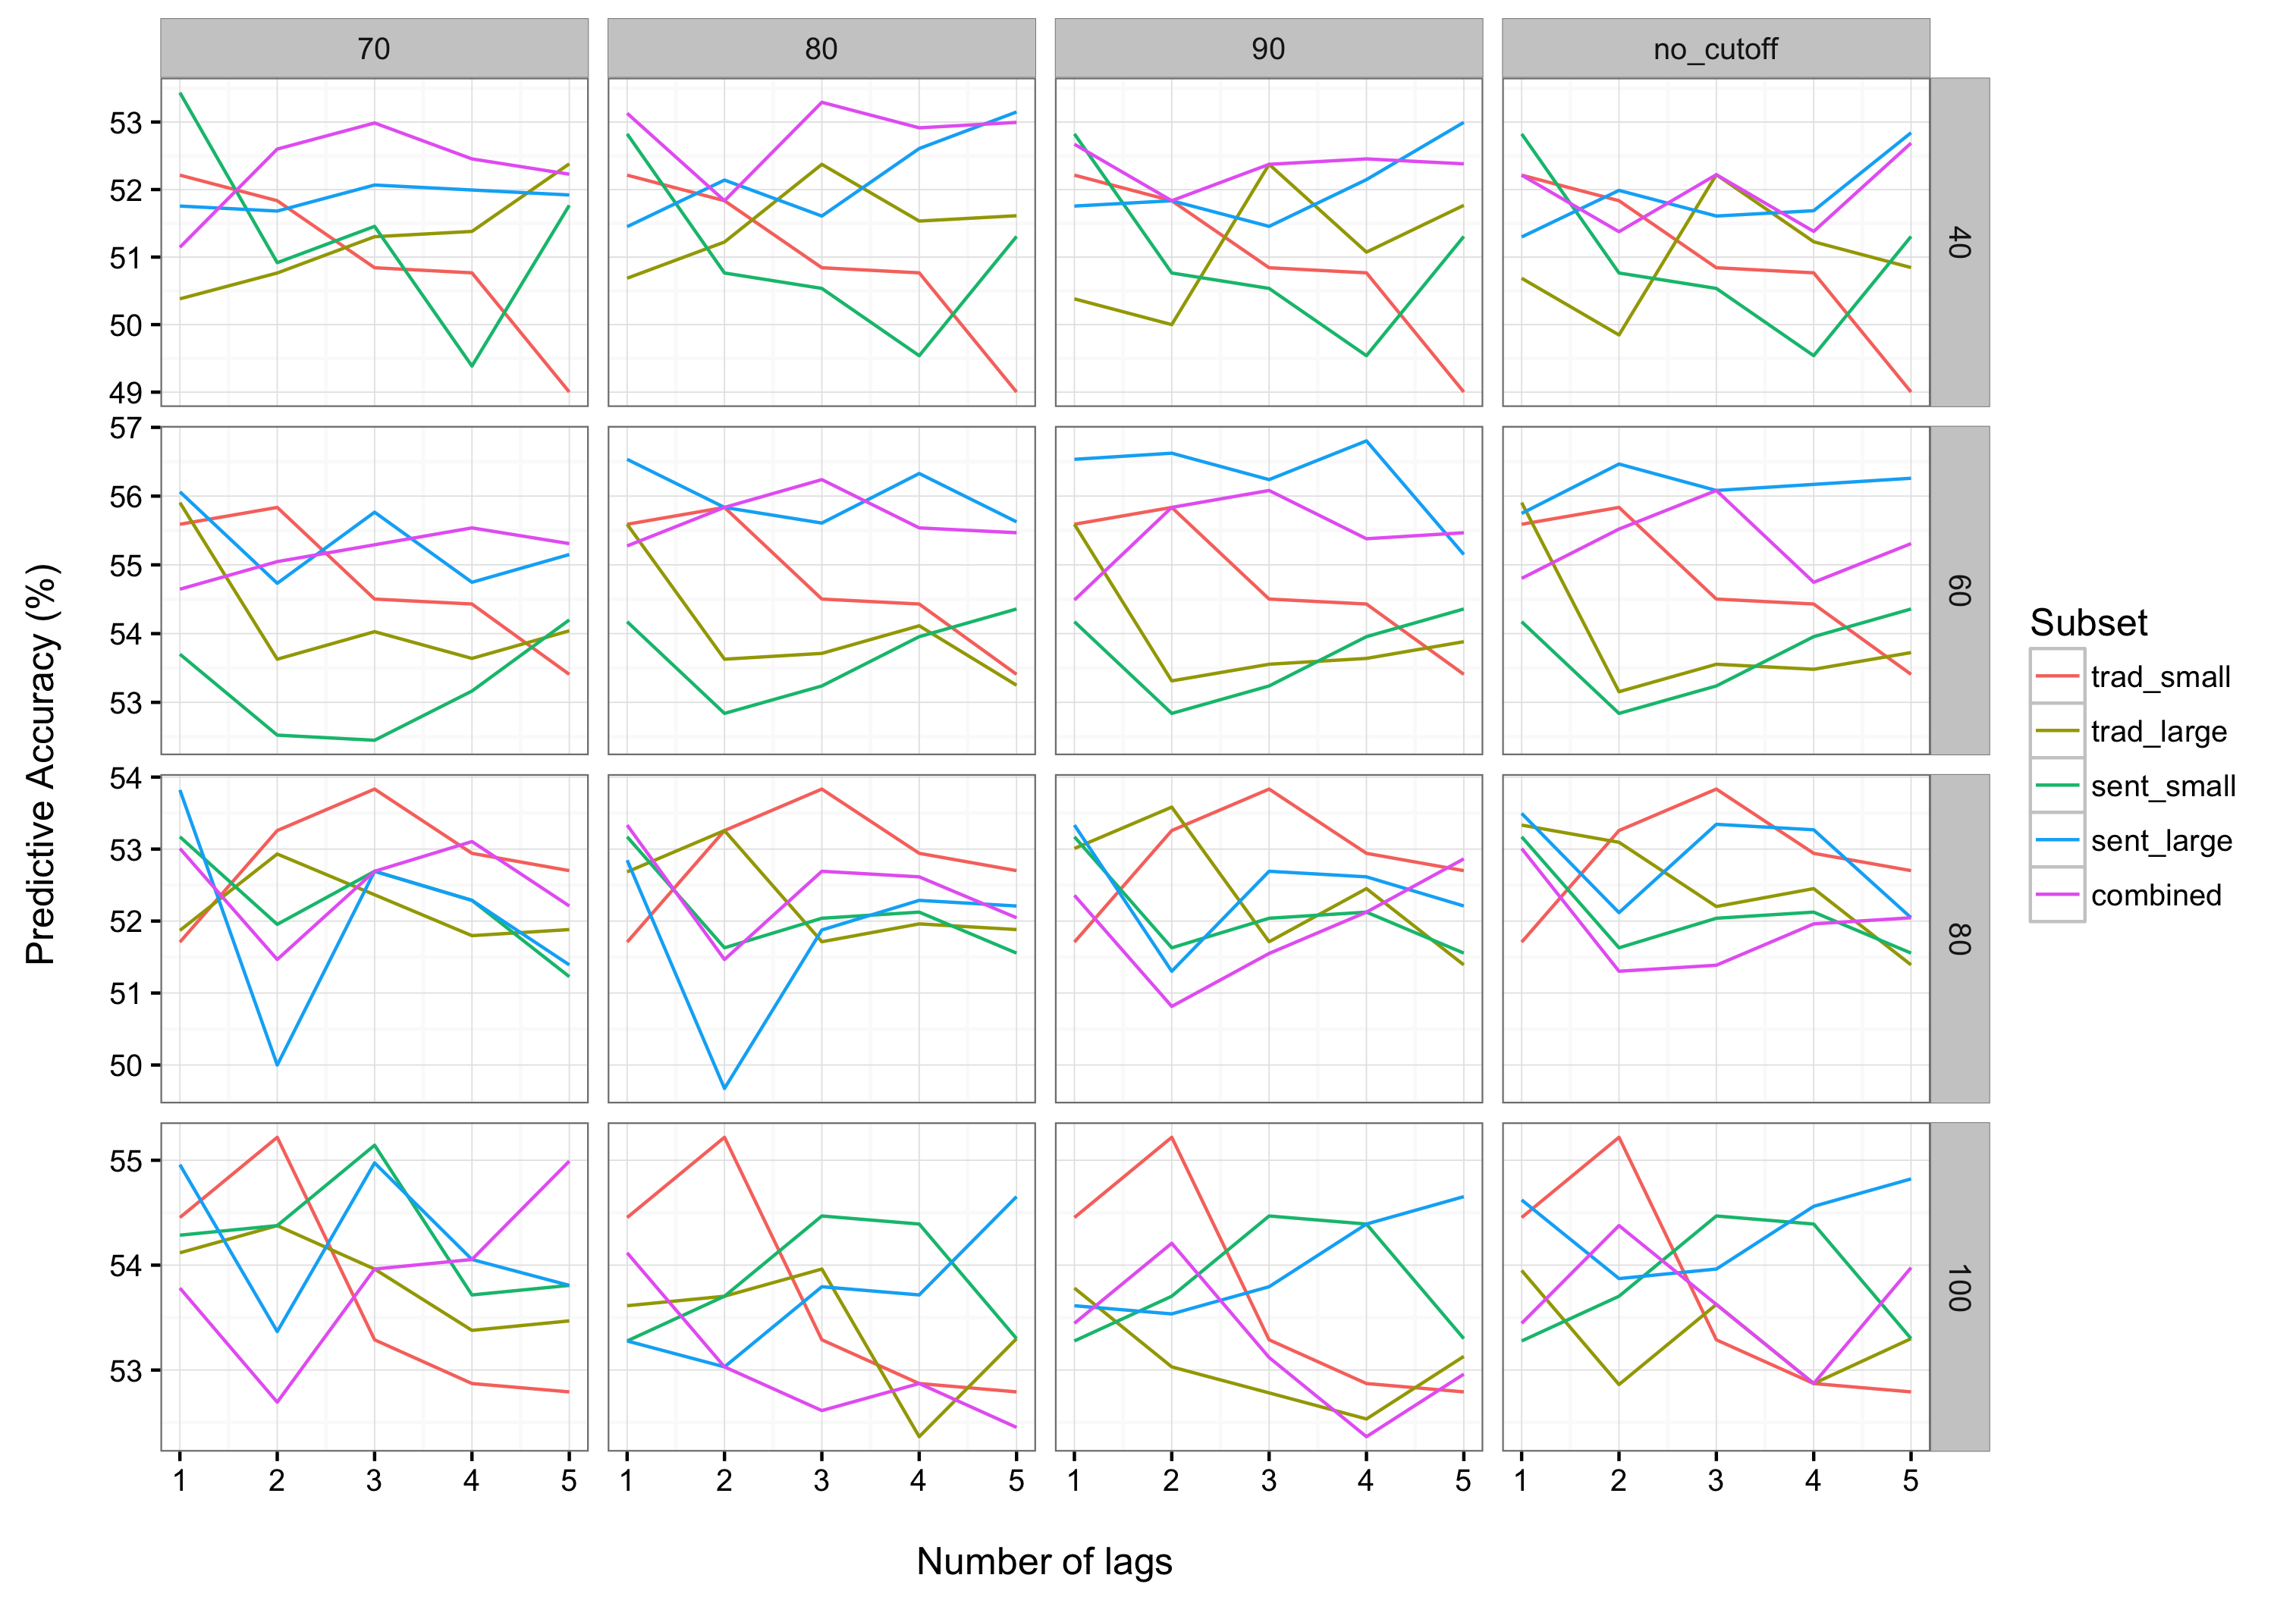 70
80
90
no_cutoff
53
52
51
50
49
40
57
56
55
54
53
60
54
53
52
51
50
80
55
54
53
100
1 2 3 4 5
1 2 3 4 5
1 2 3 4 5
1 2 3 4 5
Number of lags
Predictive Accuracy (%)
Subset
trad_small
trad_large
sent_small
sent_large
combined